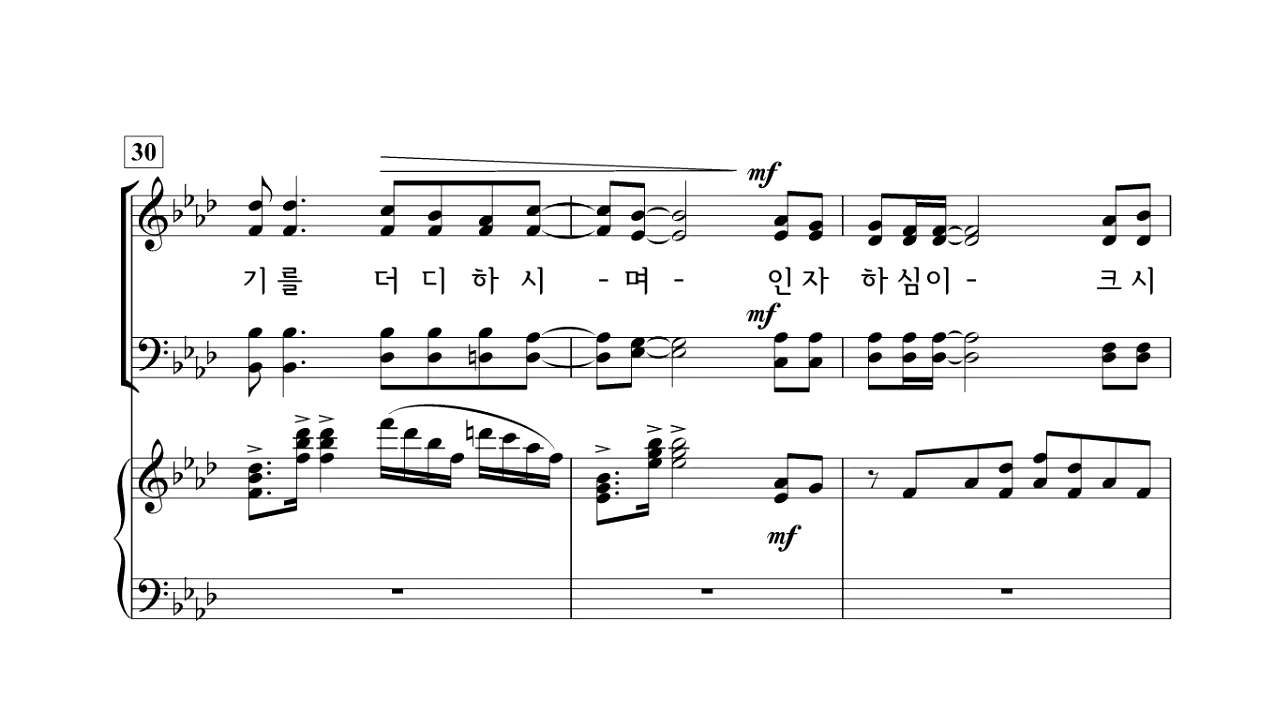 30
mf
기 를 더 디 하 시 - 며 - 인 자 하 심 이 - 크 시
mf
mf